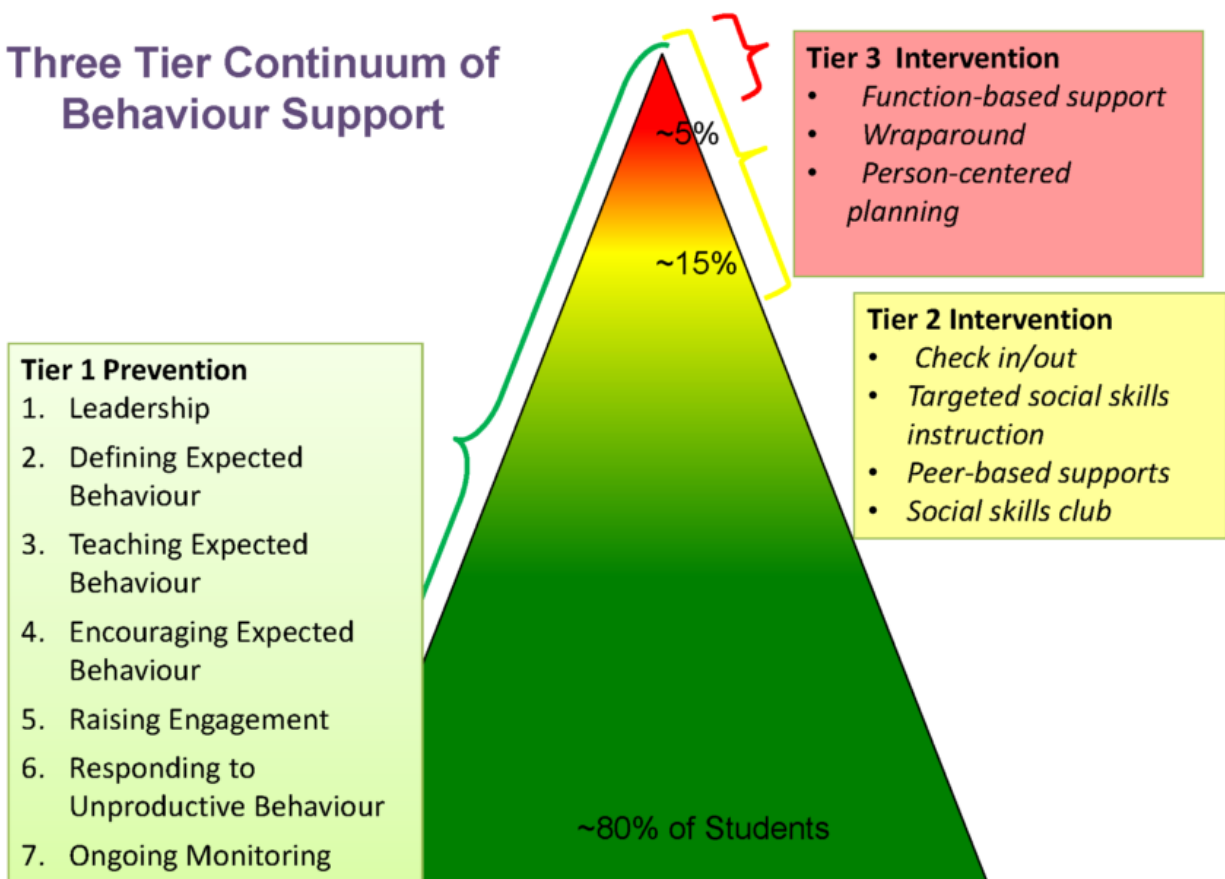 Three Tier Continuum of
Behaviour Support
~5%
~15%
~80% of Students
Tier 3  Intervention
• Function-based support
• Wraparound
• Person-centered
planning
Tier 2 Intervention
• Check in/out
• Targeted social skills
instruction
• Peer-based supports
• Social skills club
Tier 1 Prevention
1. Leadership
2. Defining Expected
Behaviour
3. Teaching Expected
Behaviour
4. Encouraging Expected
Behaviour
5. Raising Engagement
6. Responding to
Unproductive Behaviour
7. Ongoing Monitoring